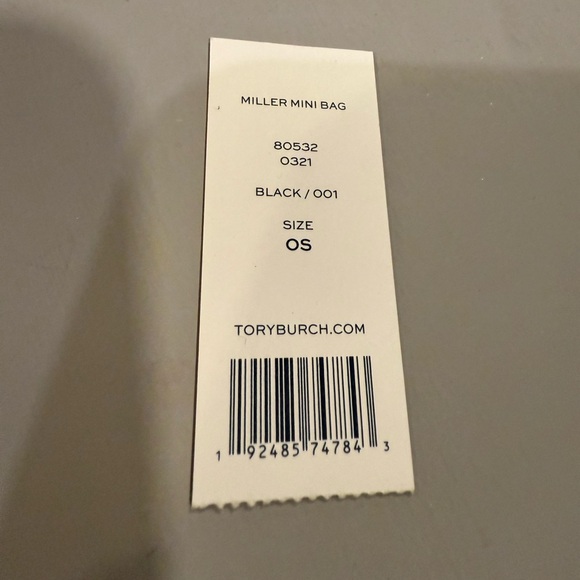 MILLER MINI BAG
80532
0321
BLACK / 001
SIZE
OS
TORYBURCH.COM
1 92485 74784 3